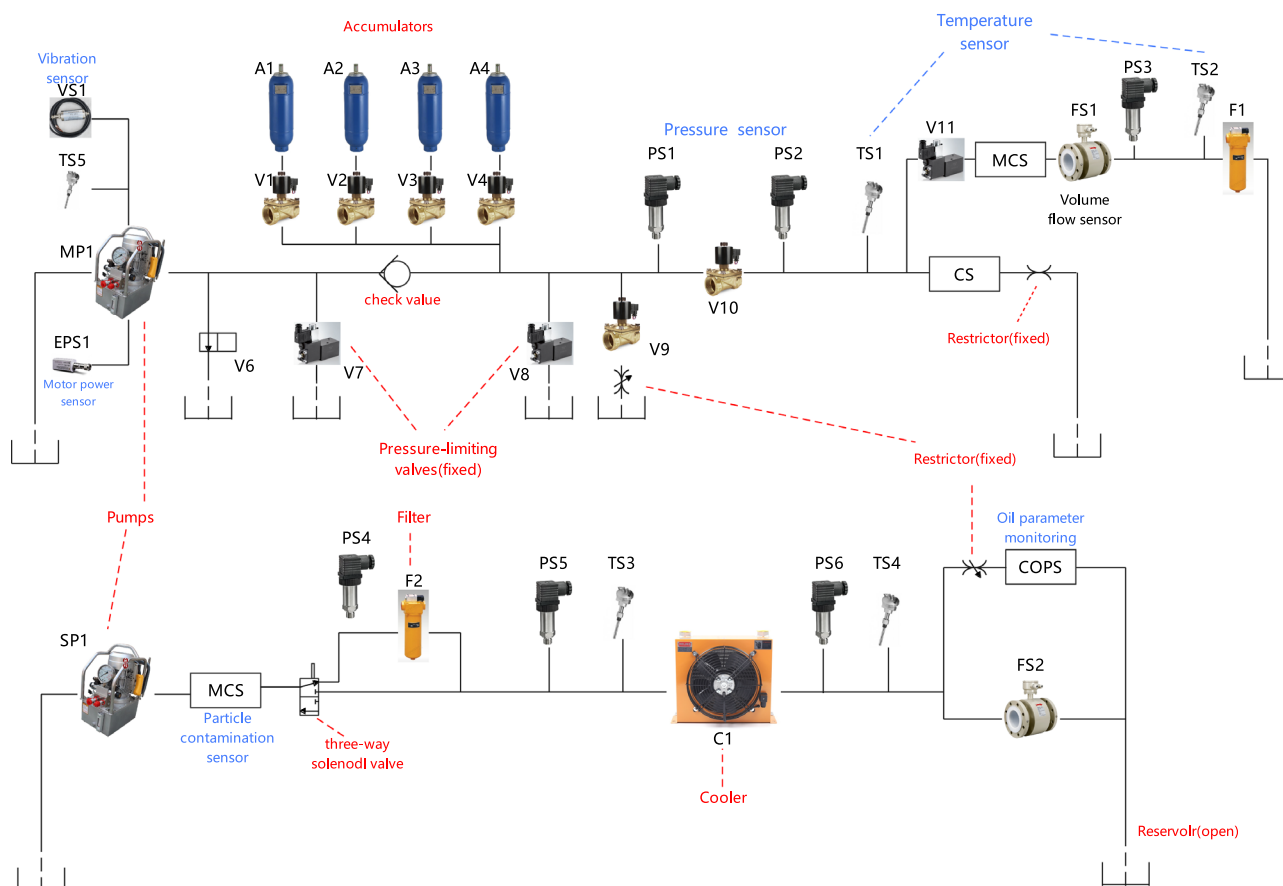 Accumulators
Temperature
sensor
Vibration
sensor
VS1
A1
A2
A3
A4
PS3
TS2
FS1
F1
V11
Pressure sensor
PS1
PS2
TS1
TS5
V1
V2
V3
V4
MCS
Volume
flow sensor
MP1
CS
check value
V10
Restrictor(fixed)
EPS1
Motor power
sensor
V6
V7
V8
V9
Pressure-limiting
valves(fixed)
Restrictor(fixed)
Pumps
Filter
Oil parameter
monitoring
PS4
F2
PS5
TS3
PS6
TS4
COPS
SP1
MCS
FS2
Particle
contamination
sensor
three-way
solenodl valve
C1
Cooler
Reservolr(open)